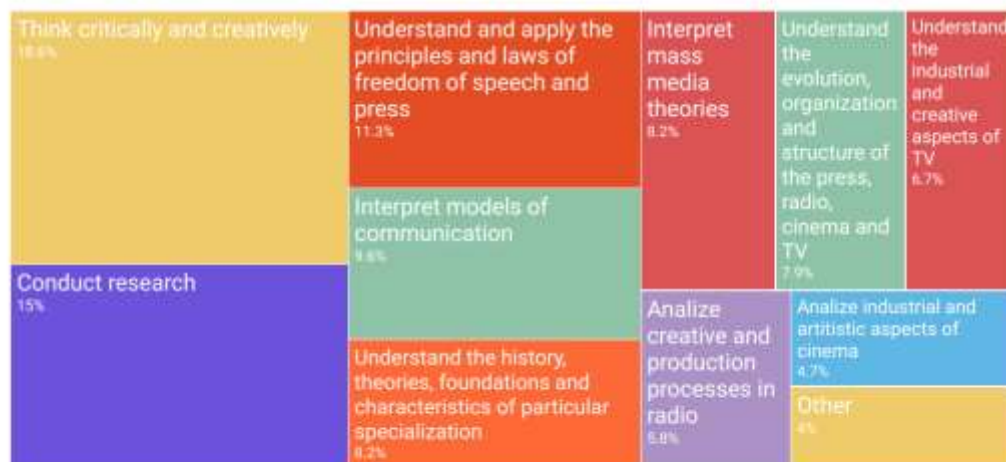 Think critically and creatively
18.6%
Conduct research
15%
Understand and apply the
principles and laws of
freedom of speech and
press
11.3%
Interpret models of
communication
9.6%
Understand the history,
theories, foundations and
characteristics of particular
specialization
8.2%
Interpret
mass
media
theories
8.2%
Understand
the
evolution,
organization
and
structure of
the press,
radio,
cinema and
TV
7.9%
Understand
the
industrial
and
creative
aspects of
TV
6.7%
Analize
creative and
production
processes in
radio
5.8%
Analize industrial and
artitistic aspects of
cinema
4.7%
Other
4%